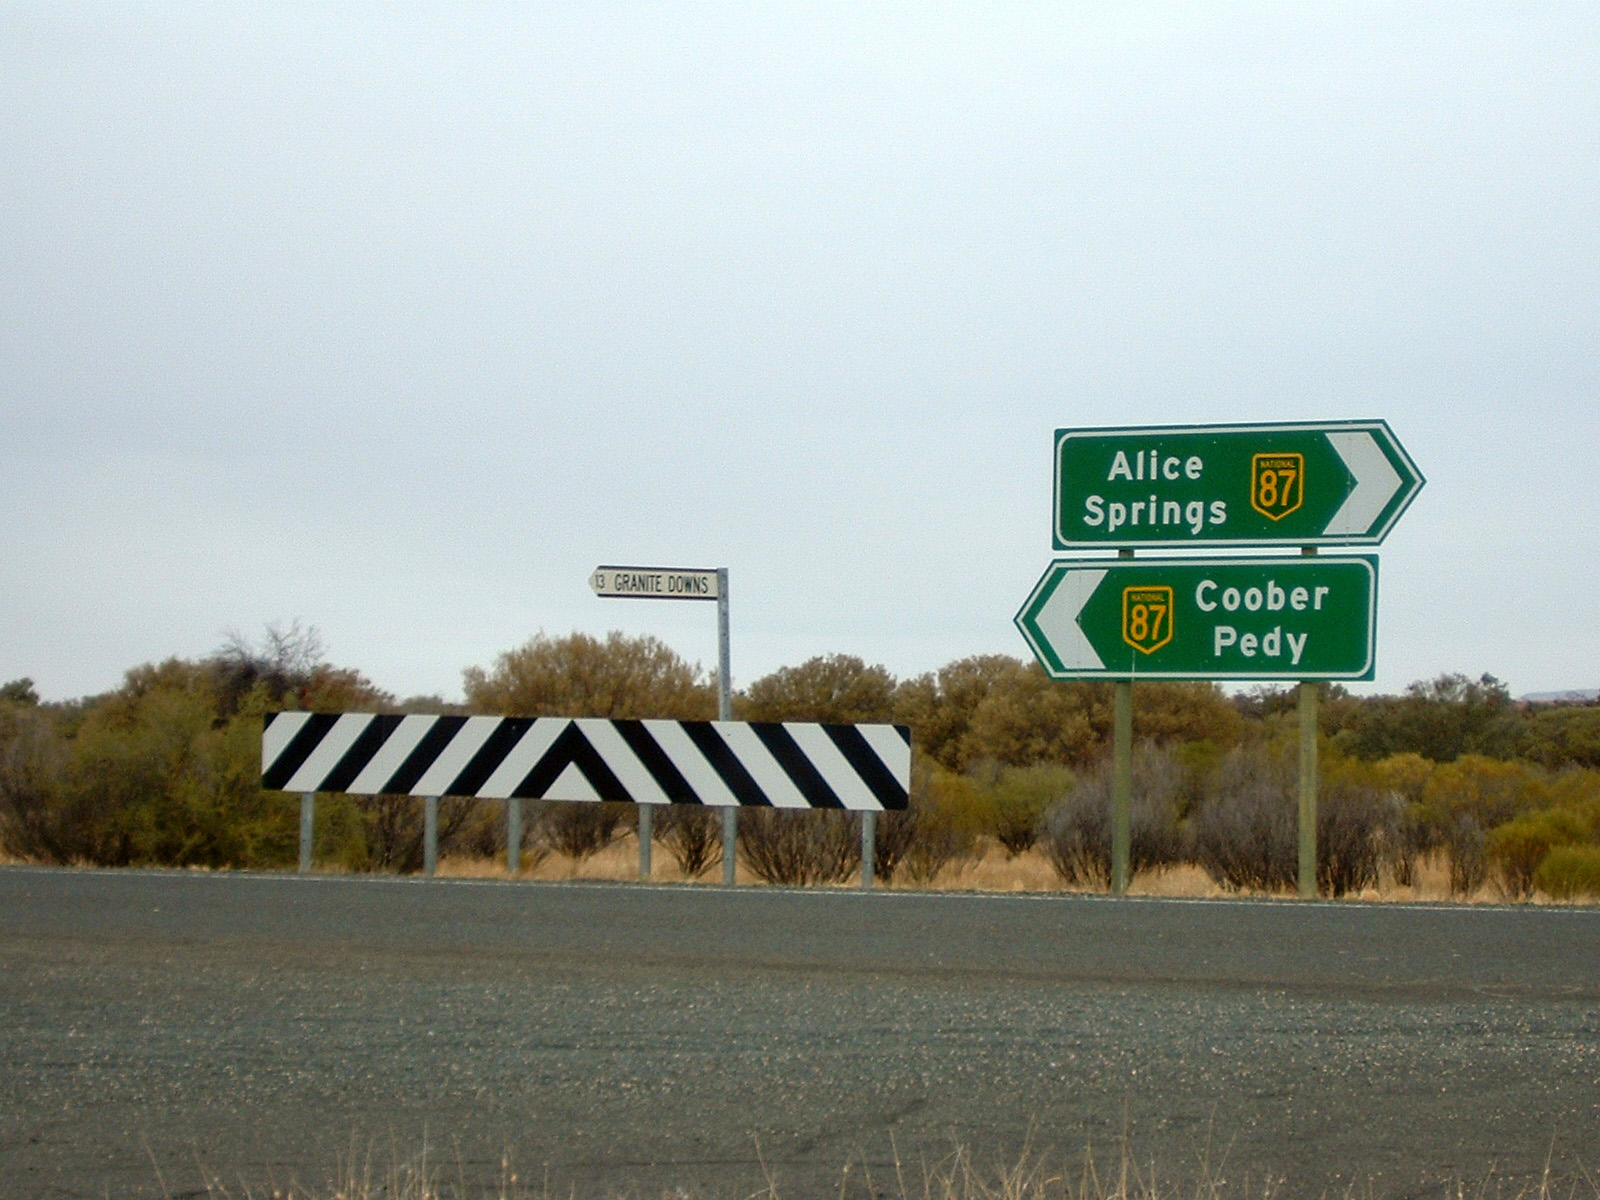 13 GRANITE DOWNS
Alice
Springs
NATIONAL
87
NATIONAL
87
Coober
Pedy